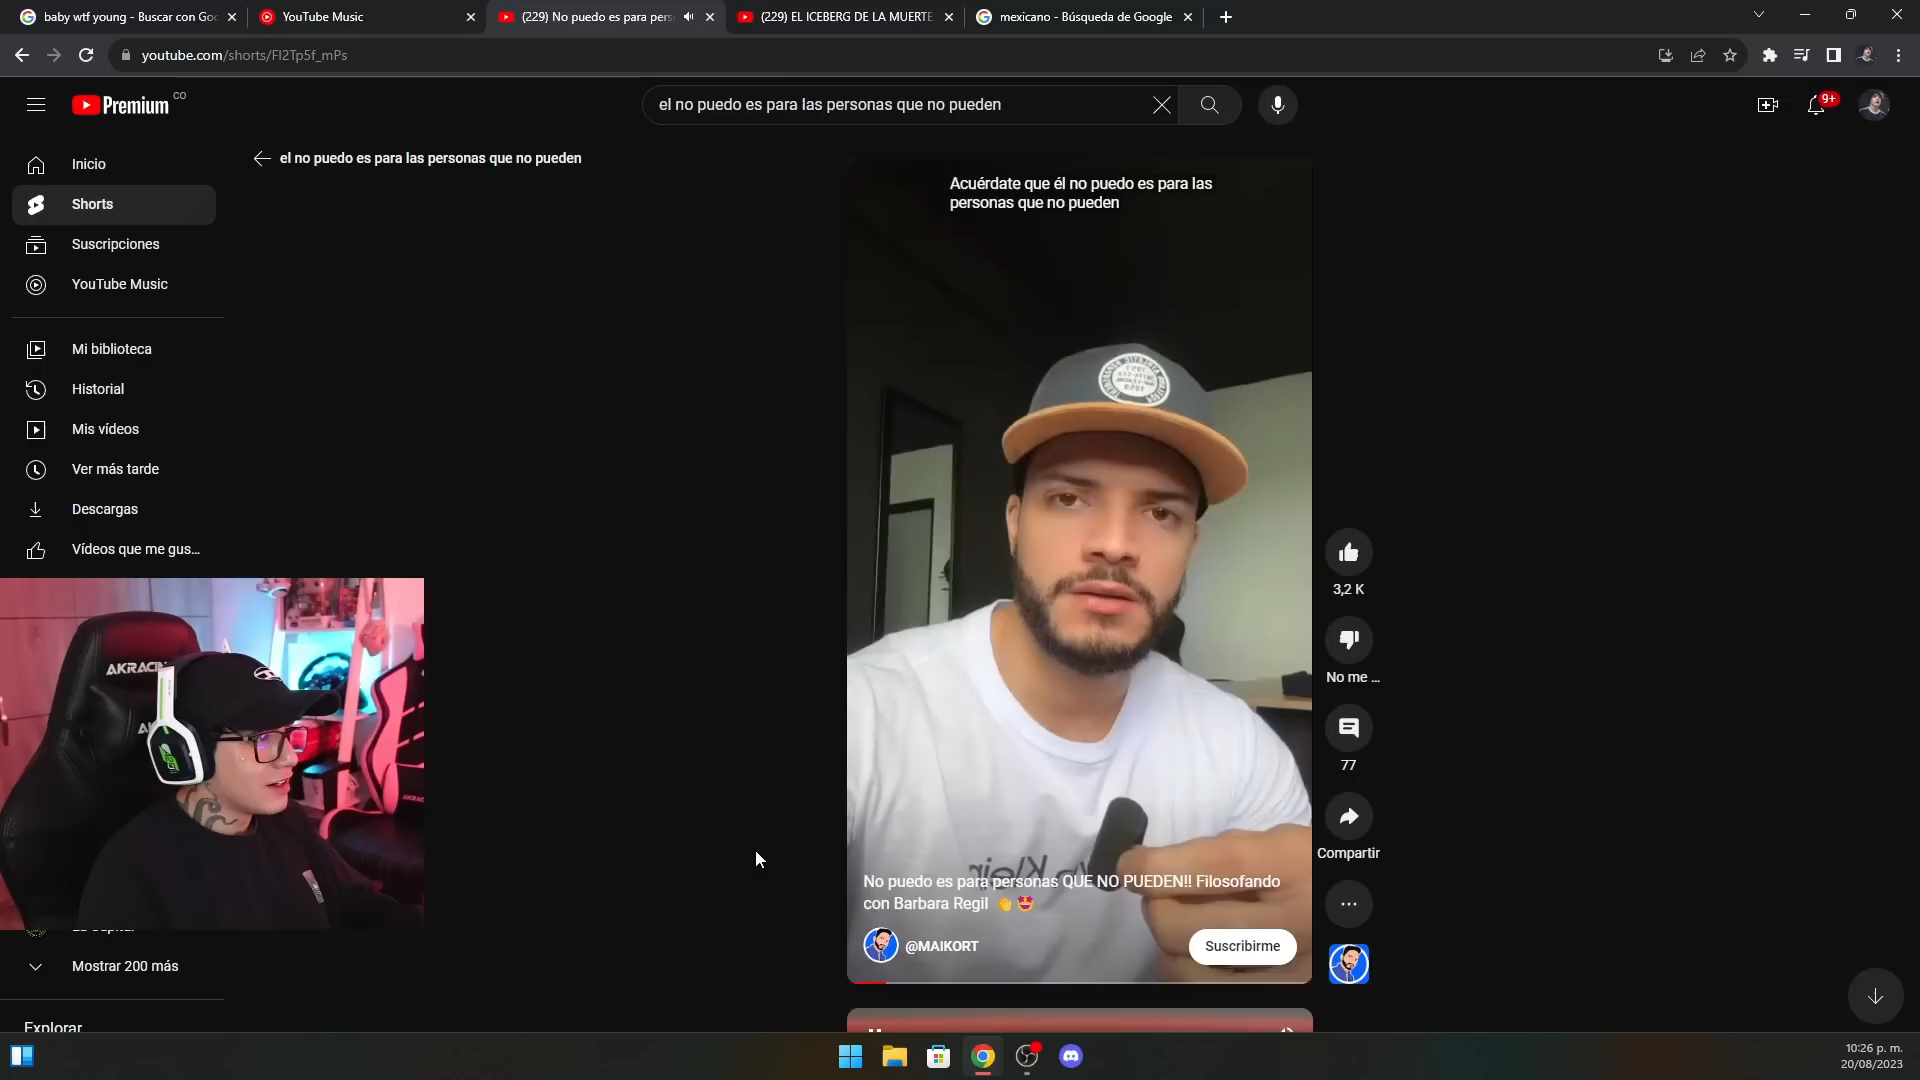 baby wtf young - Buscar con Goo
YouTube Music
(229) No puedo es para pers
(229) EL ICEBERG DE LA MUERTE
mexicano - Búsqueda de Google
youtube.com/shorts/FI2Tp5f_mPs
Premium CO
el no puedo es para las personas que no pueden
9+
Inicio
Shorts
Suscripciones
YouTube Music
Mi biblioteca
Historial
Mis vídeos
Ver más tarde
Descargas
Vídeos que me gus...
Mostrar 200 más
Explorar
el no puedo es para las personas que no pueden
Acuérdate que él no puedo es para las
personas que no pueden
No puedo es para personas QUE NO PUEDEN!! Filosofando
con Barbara Regil 👏🤩
@MAIKORT
Suscribirme
3,2 K
No me ...
77
Compartir
AKRACIN
10:26 p. m.
20/08/2023